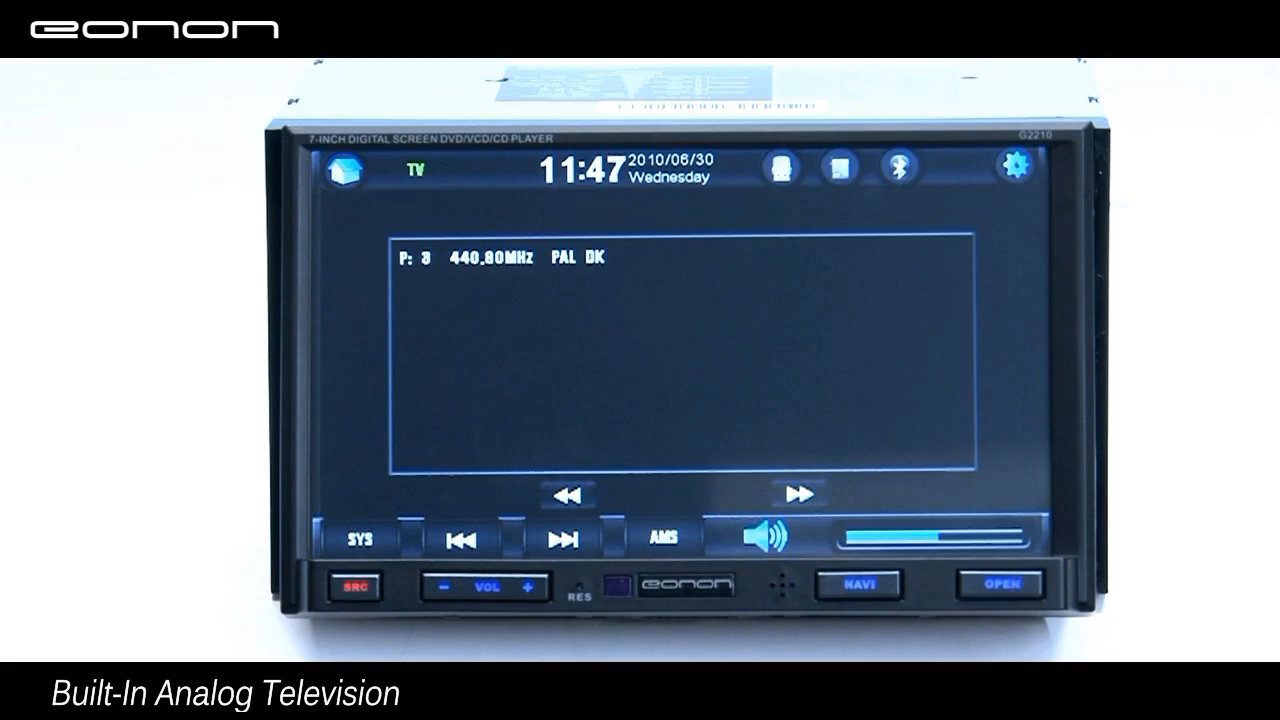 eonon
7-INCH DIGITAL SCREEN DVD/VCD/CD PLAYER
G2210
TV
11:47
2010/06/30
Wednesday
P: 3 440.80MHz PAL DK
SYS
AMS
SRC
- VOL +
RES
eonon
NAVI
OPEN
Built-In Analog Television